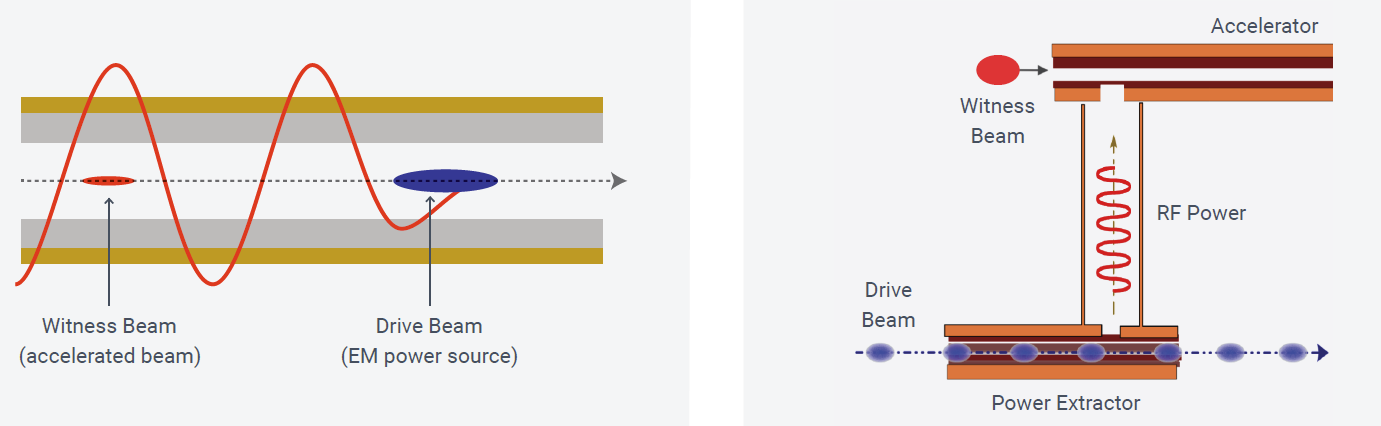 Witness Beam
(accelerated beam)
Drive Beam
(EM power source)
Accelerator
Witness
Beam
RF Power
Drive
Beam
Power Extractor